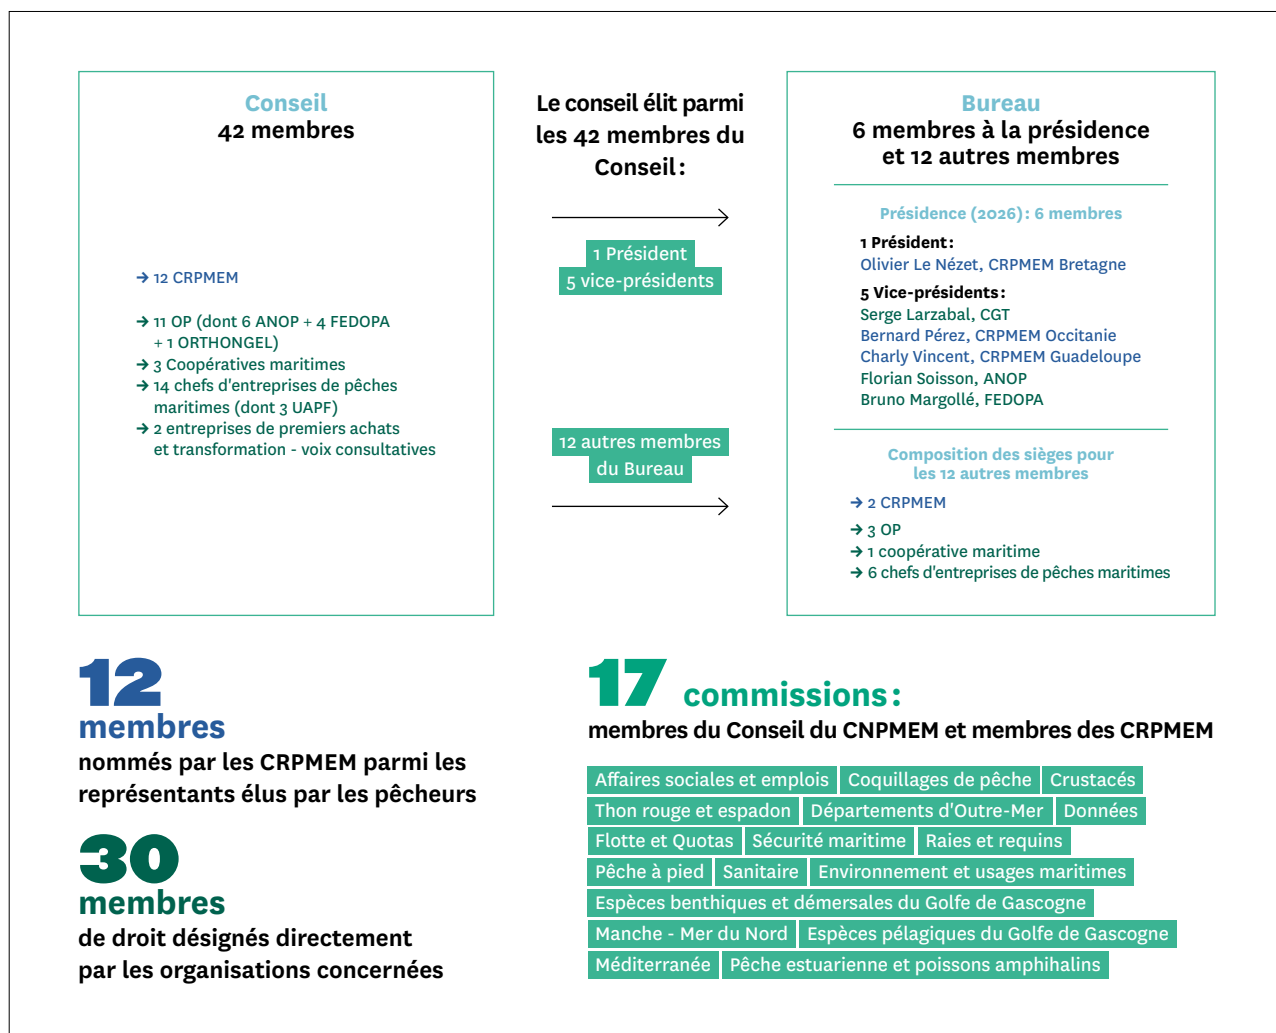 Conseil
42 membres
→ 12 CRPMEM
→ 11 OP (dont 6 ANOP + 4 FEDOPA
+ 1 ORTHONGEL)
→ 3 Coopératives maritimes
→ 14 chefs d'entreprises de pêches
maritimes (dont 3 UAPF)
→ 2 entreprises de premiers achats
et transformation - voix consultatives
Le conseil élit parmi
les 42 membres du
Conseil :
1 Président
5 vice-présidents
12 autres membres
du Bureau
Bureau
6 membres à la présidence
et 12 autres membres
Présidence (2026) : 6 membres
1 Président :
Olivier Le Nézet, CRPMEM Bretagne
5 Vice-présidents :
Serge Larzabal, CGT
Bernard Pérez, CRPMEM Occitanie
Charly Vincent, CRPMEM Guadeloupe
Florian Soisson, ANOP
Bruno Margollé, FEDOPA
Composition des sièges pour
les 12 autres membres
→ 2 CRPMEM
→ 3 OP
→ 1 coopérative maritime
→ 6 chefs d'entreprises de pêches maritimes
12
membres
nommés par les CRPMEM parmi les
représentants élus par les pêcheurs
30
membres
de droit désignés directement
par les organisations concernées
17 commissions :
membres du Conseil du CNPMEM et membres des CRPMEM
Affaires sociales et emplois Coquillages de pêche Crustacés
Thon rouge et espadon Départements d'Outre-Mer Données
Flotte et Quotas Sécurité maritime Raies et requins
Pêche à pied Sanitaire Environnement et usages maritimes
Espèces benthiques et démersales du Golfe de Gascogne
Manche - Mer du Nord Espèces pélagiques du Golfe de Gascogne
Méditerranée Pêche estuarienne et poissons amphihalins